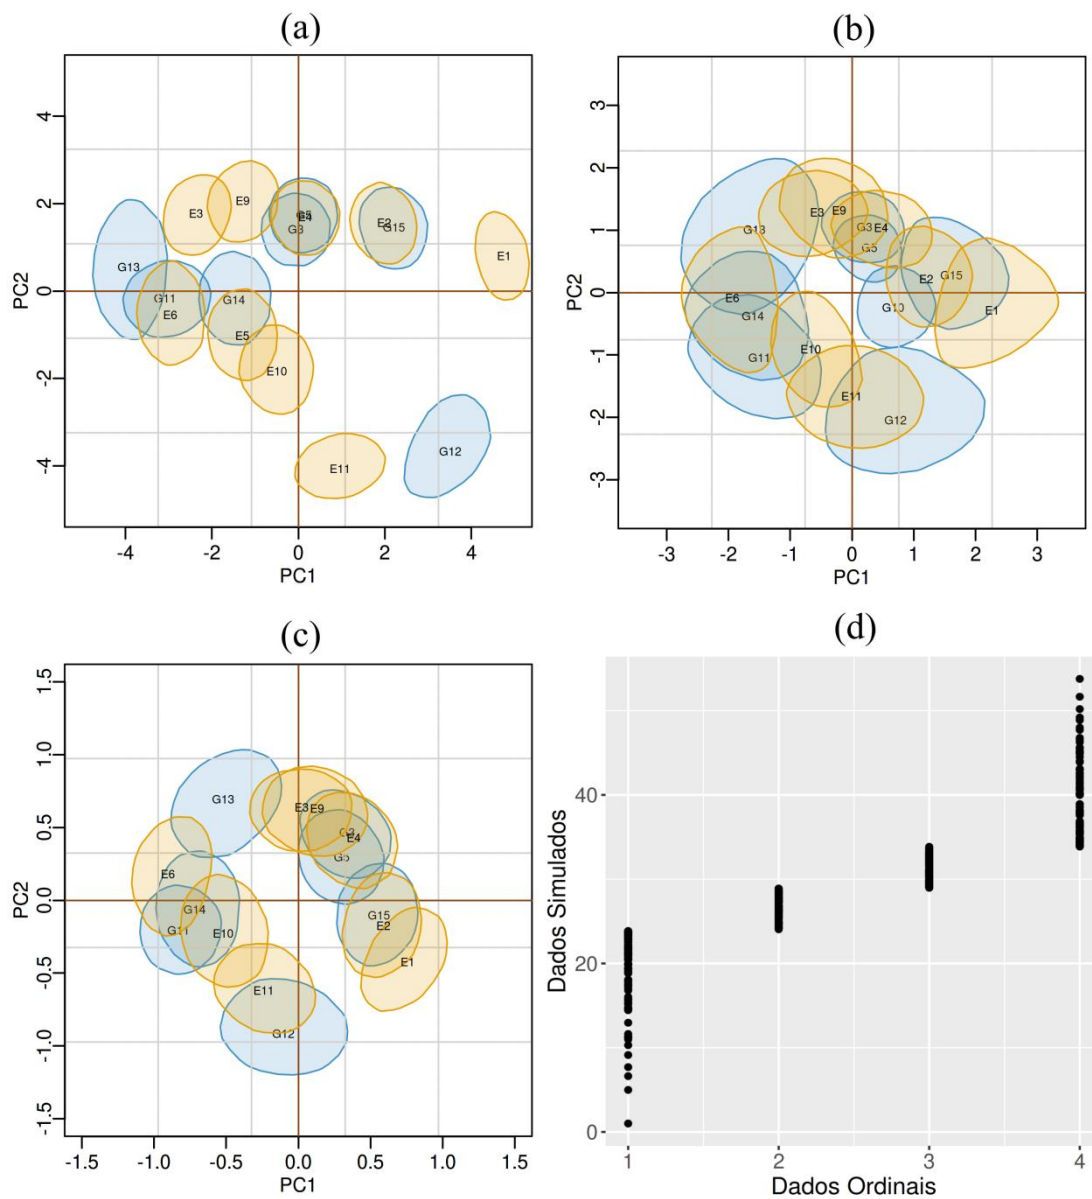 (a)
4
2
0
-2
-4
PC2
E3
E9
G3
E2
G15
E1
G13
G11
E6
G14
E5
E10
E11
G12
-4
-2
0
2
4
PC1
(b)
3
2
1
0
-1
-2
-3
PC2
G13
E3
E9
G3
E4
G5
E2
G15
E1
E6
G10
G14
G11
E10
E11
G12
-3
-2
-1
0
1
2
3
PC1
(c)
1.5
1.0
0.5
0.0
-0.5
-1.0
-1.5
PC2
G13
E3
E9
E4
G5
E6
G14
G15
E2
G11
E10
E1
E11
G12
-1.5
-1.0
-0.5
0.0
0.5
1.0
1.5
PC1
(d)
40
20
0
Dados Simulados
1
2
3
4
Dados Ordinais